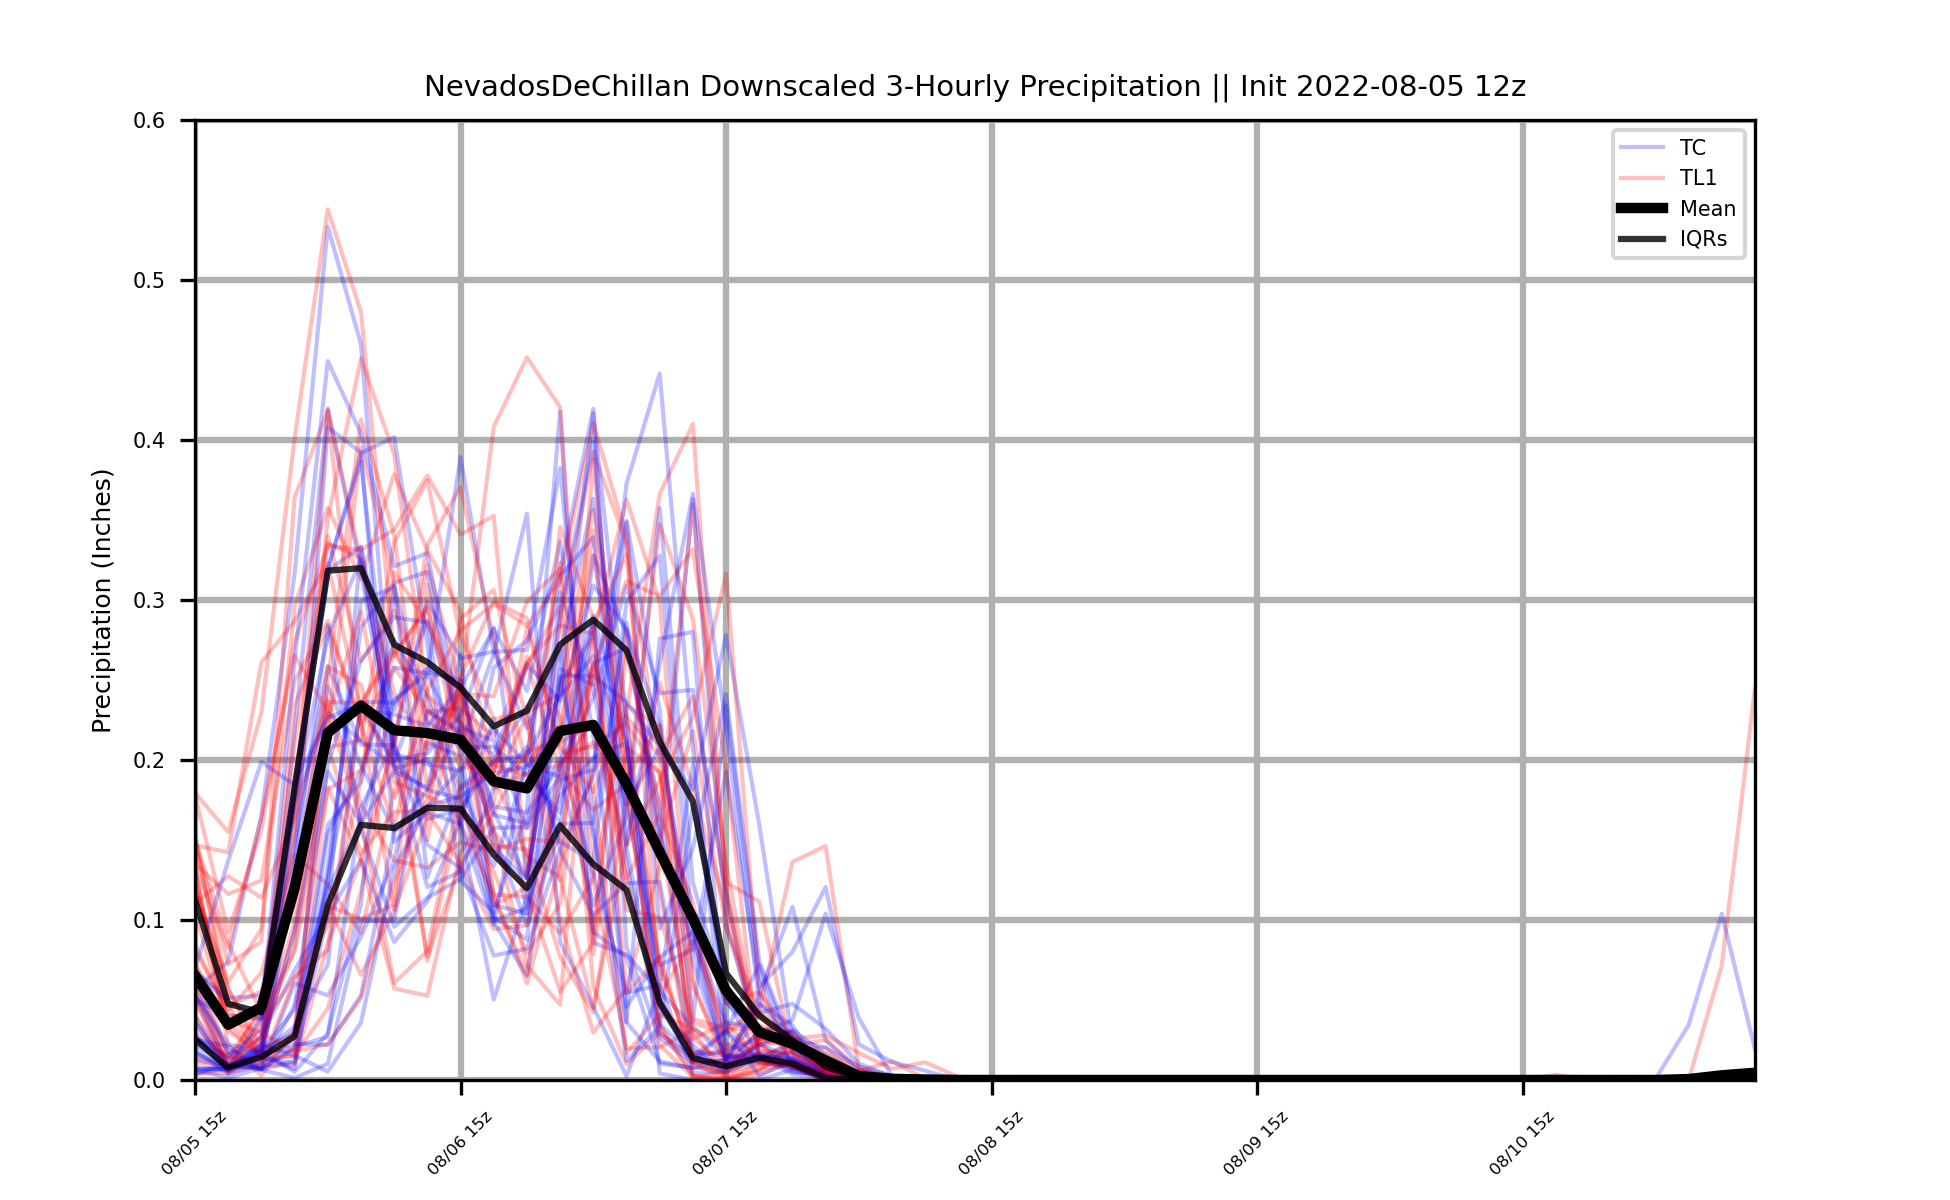 NevadosDeChillan Downscaled 3-Hourly Precipitation || Init 2022-08-05 12z
Precipitation (Inches)
0.6
0.5
0.4
0.3
0.2
0.1
0.0
TC
TL1
Mean
IQRs
08/05 15z
08/06 15z
08/07 15z
08/08 15z
08/09 15z
08/10 15z